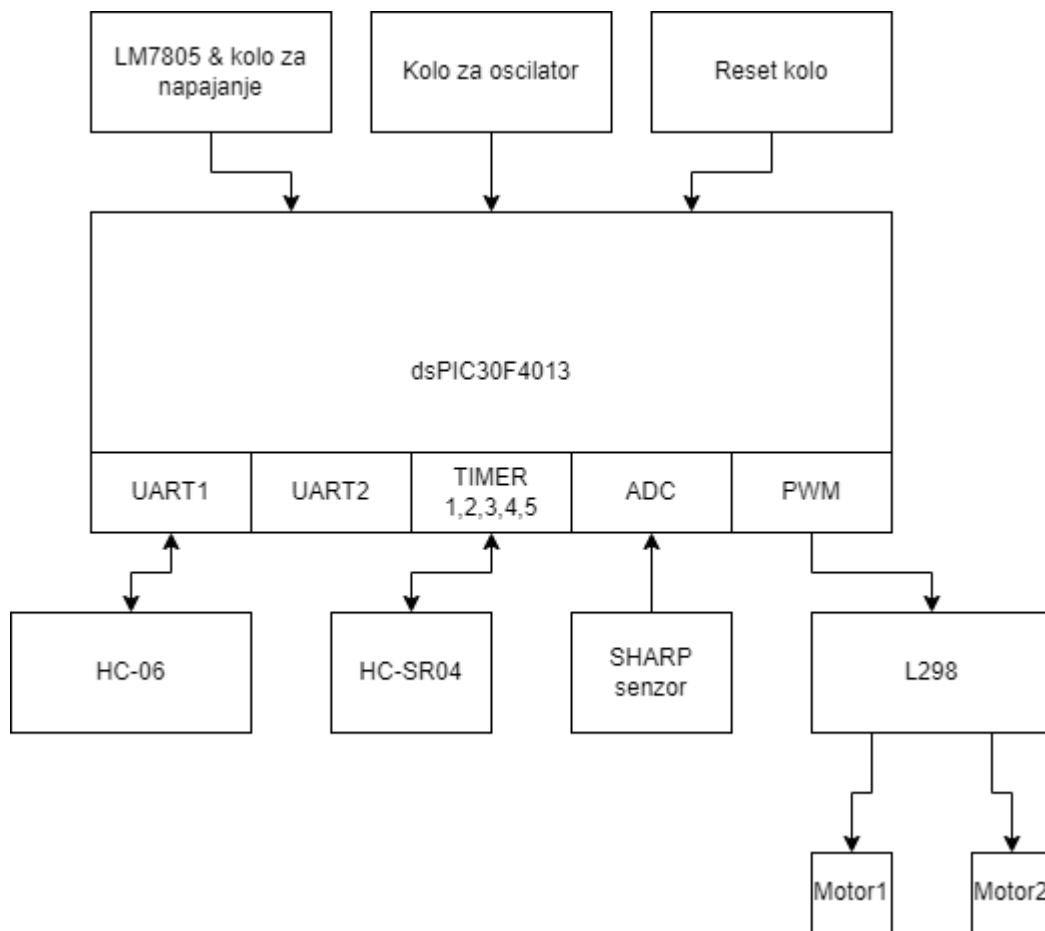 LM7805 & kolo za
napajanje
Kolo za oscilator
Reset kolo
dsPIC30F4013
UART1
UART2
TIMER
1,2,3,4,5
ADC
PWM
HC-06
HC-SR04
SHARP
senzor
L298
Motor1
Motor2